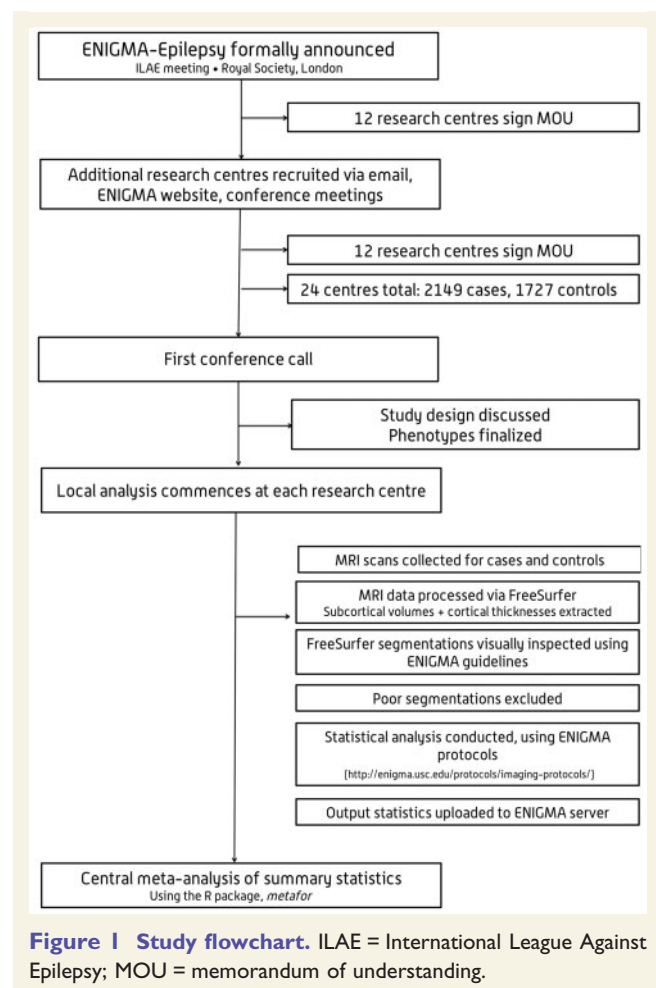 ENIGMA-Epilepsy formally announced
ILAE meeting • Royal Society, London
12 research centres sign MOU
Additional research centres recruited via email,
ENIGMA website, conference meetings
12 research centres sign MOU
24 centres total: 2149 cases, 1727 controls
First conference call
Study design discussed
Phenotypes finalized
Local analysis commences at each research centre
MRI scans collected for cases and controls
MRI data processed via FreeSurfer
Subcortical volumes + cortical thicknesses extracted
FreeSurfer segmentations visually inspected using
ENIGMA guidelines
Poor segmentations excluded
Statistical analysis conducted, using ENIGMA
protocols
[http://enigma.usc.edu/protocols/imaging-protocols/]
Output statistics uploaded to ENIGMA server
Central meta-analysis of summary statistics
Using the R package, metafor
Figure 1 Study flowchart. ILAE = International League Against
Epilepsy; MOU = memorandum of understanding.